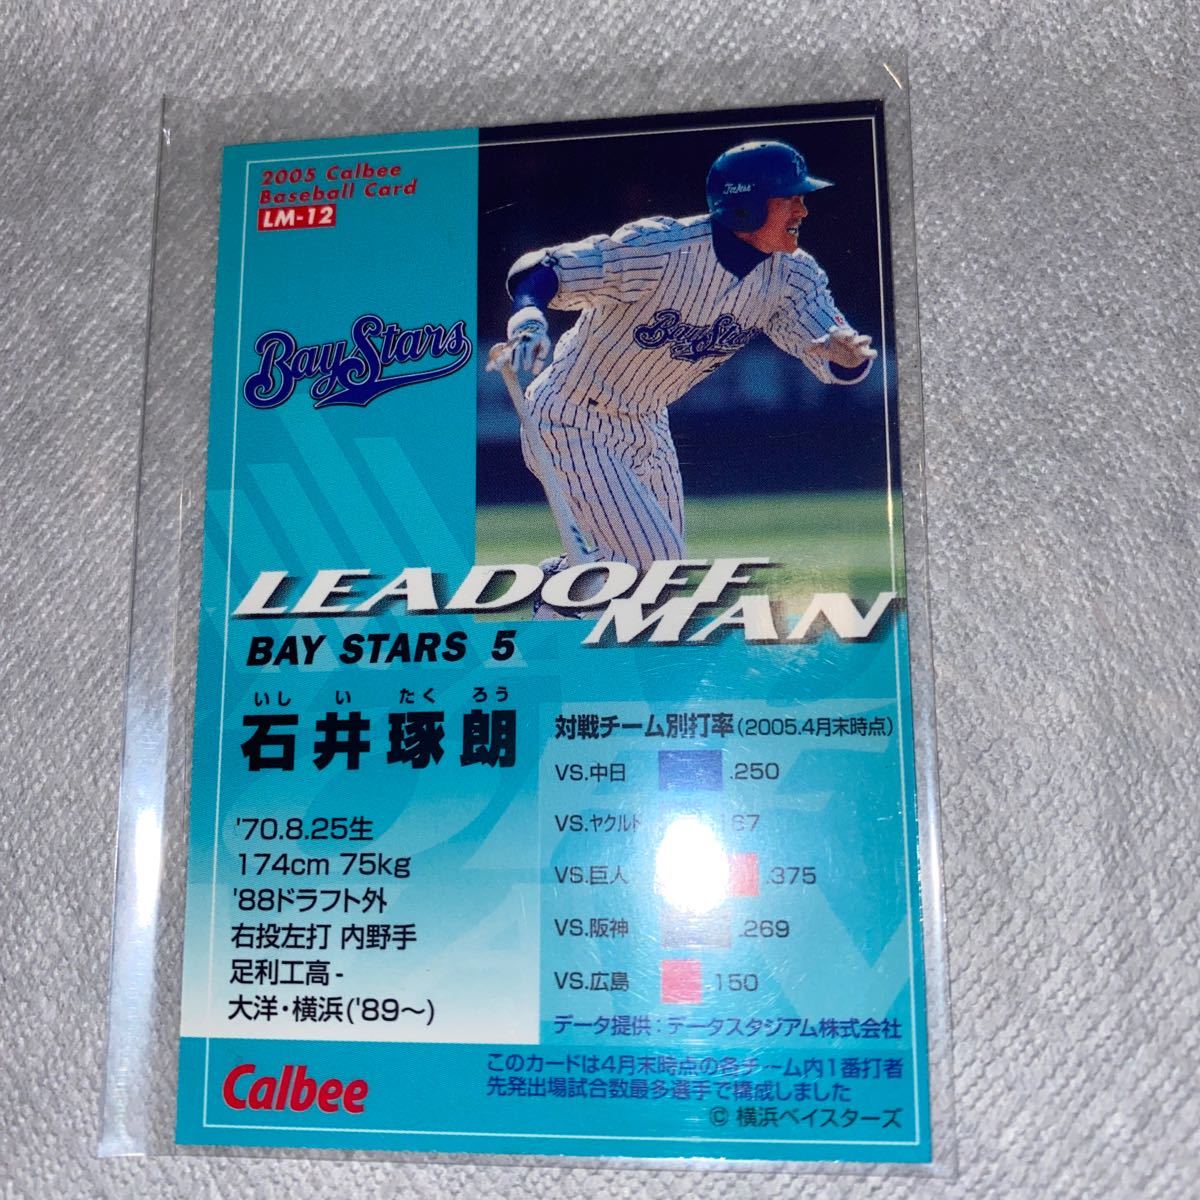 2005 Calbee
Baseball Card
LM-12
BayStars
BayStars
LEADOFF
MAN
BAY STARS 5
いし い たく ろう
石井琢朗
'70.8.25生
174cm 75kg
'88ドラフト外
右投左打 内野手
足利工高-
大洋・横浜('89〜)
対戦チーム別打率(2005.4月末時点)
VS.中日 .250
VS.ヤクルト 167
VS.巨人 .375
VS.阪神 .269
VS.広島 150
データ提供：データスタジアム株式会社
このカードは4月末時点の各チーム内1番打者
先発出場試合数最多選手で構成しました
© 横浜ベイスターズ
Calbee